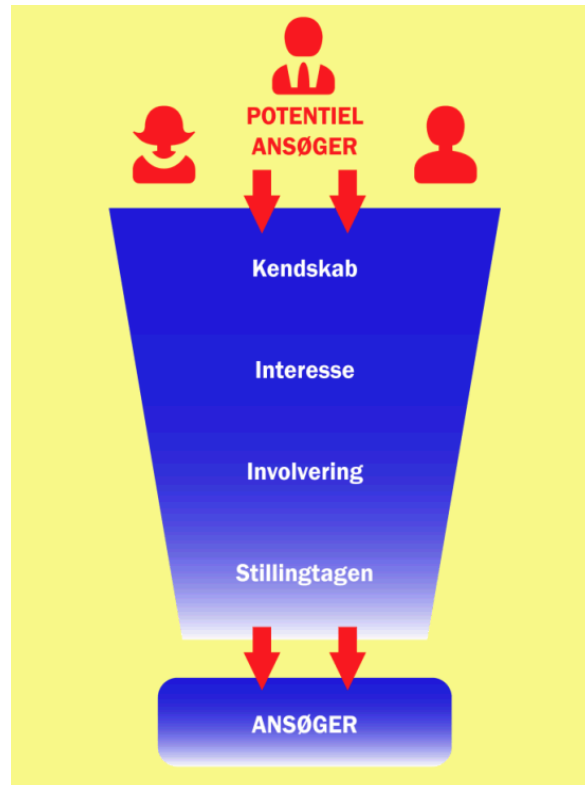 POTENTIEL
ANSØGER
Kendskab
Interesse
Involvering
Stillingtagen
ANSØGER